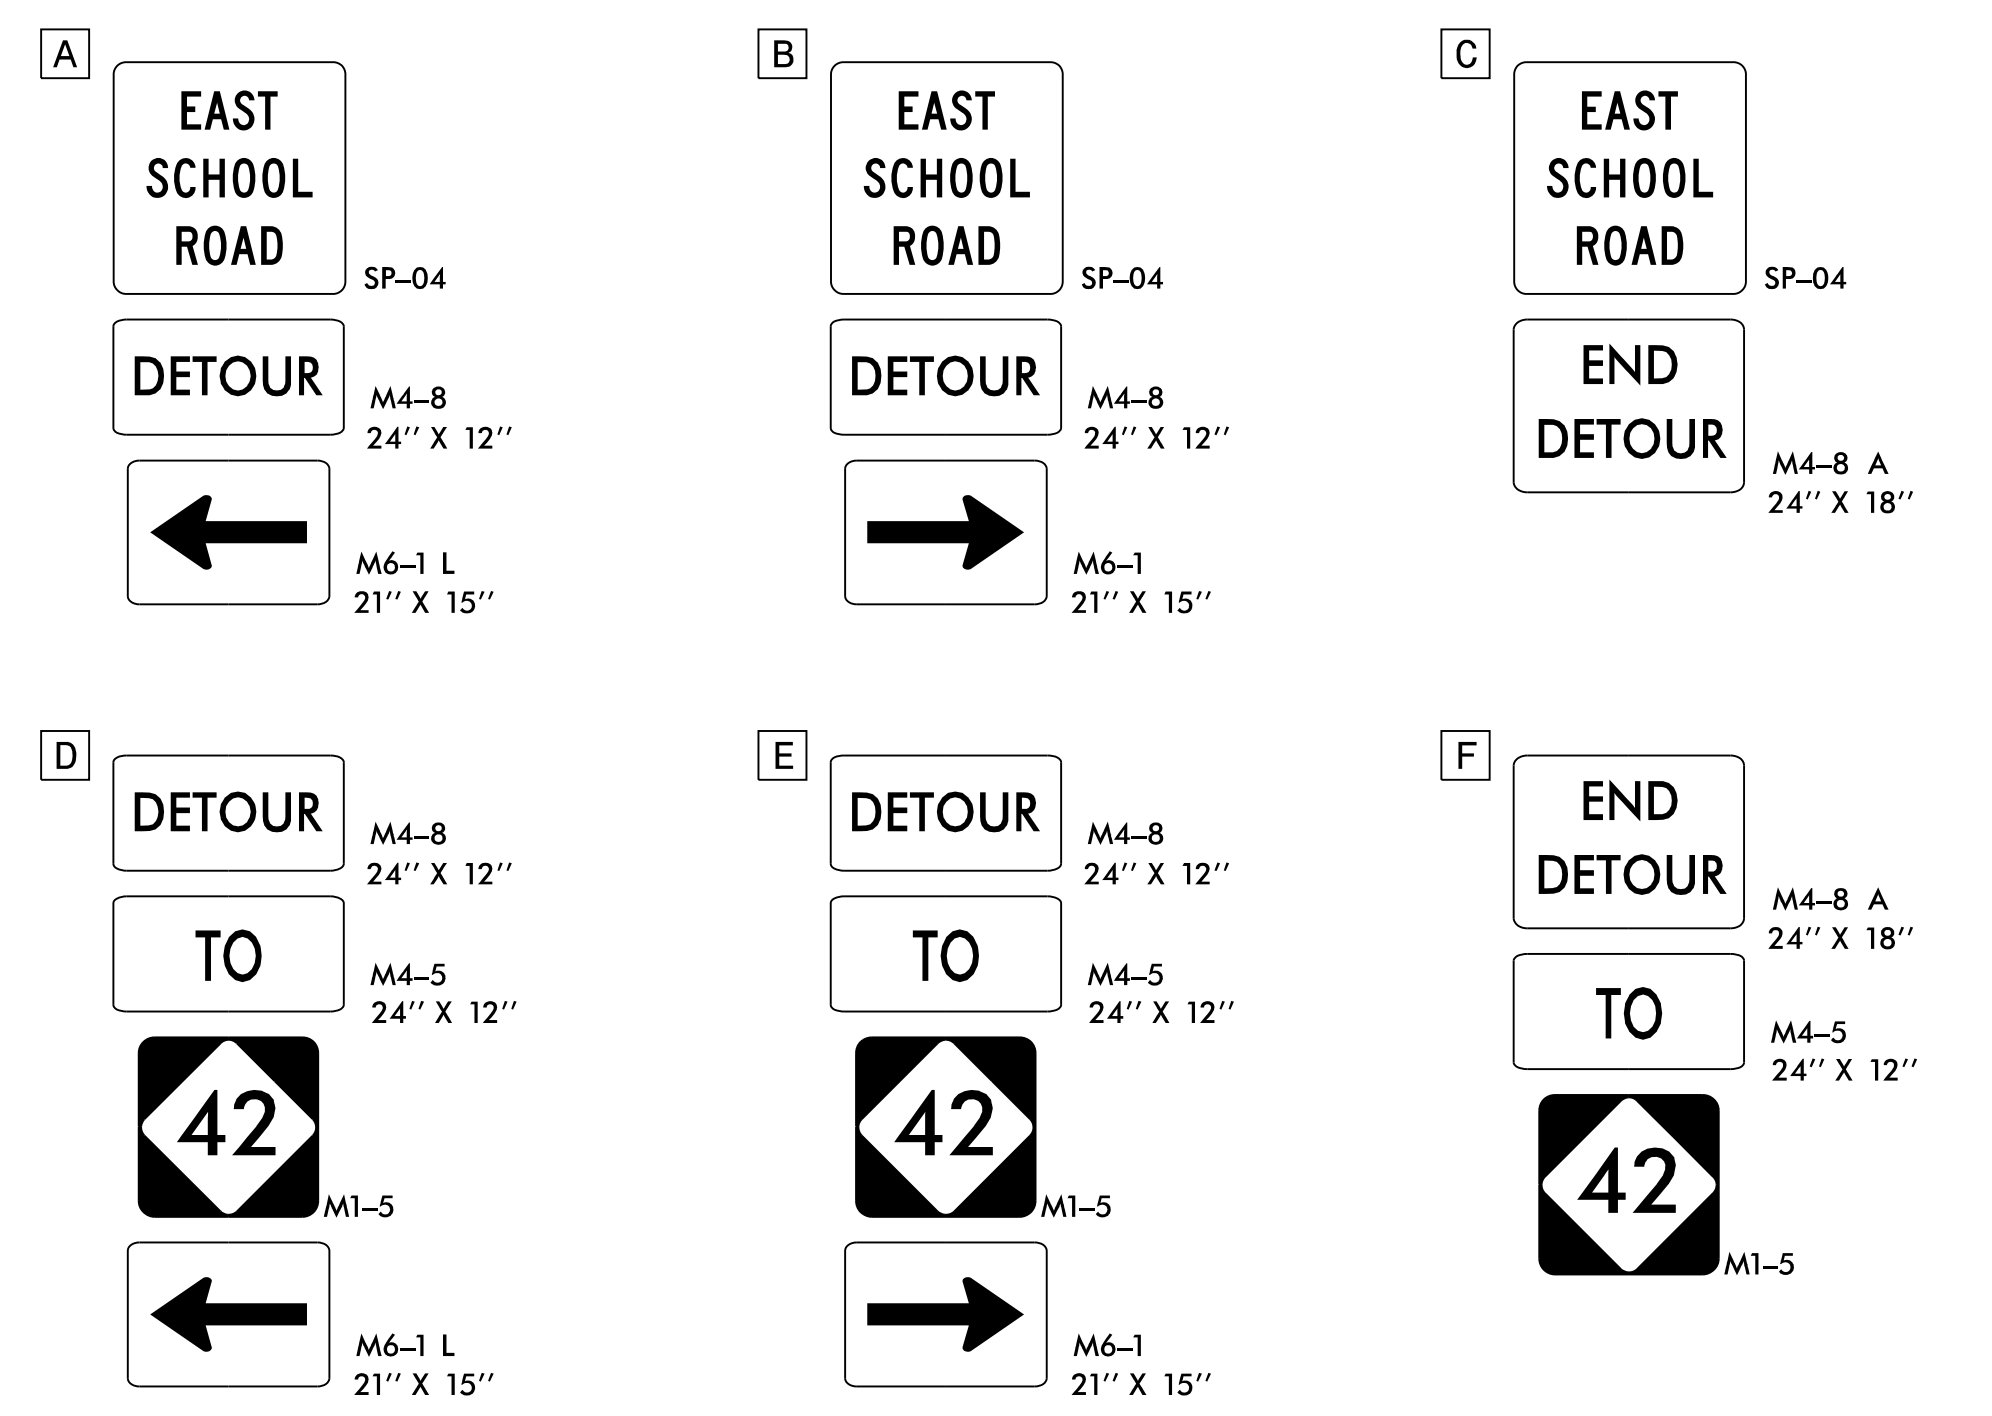 A
EAST
SCHOOL
ROAD
SP–04
DETOUR
M4–8
24’’ X 12’’
M6–1 L
21’’ X 15’’
B
EAST
SCHOOL
ROAD
SP–04
DETOUR
M4–8
24’’ X 12’’
M6–1
21’’ X 15’’
C
EAST
SCHOOL
ROAD
SP–04
END
DETOUR
M4–8 A
24’’ X 18’’
D
DETOUR
M4–8
24’’ X 12’’
TO
M4–5
24’’ X 12’’
42
M1–5
M6–1 L
21’’ X 15’’
E
DETOUR
M4–8
24’’ X 12’’
TO
M4–5
24’’ X 12’’
42
M1–5
M6–1
21’’ X 15’’
F
END
DETOUR
M4–8 A
24’’ X 18’’
TO
M4–5
24’’ X 12’’
42
M1–5